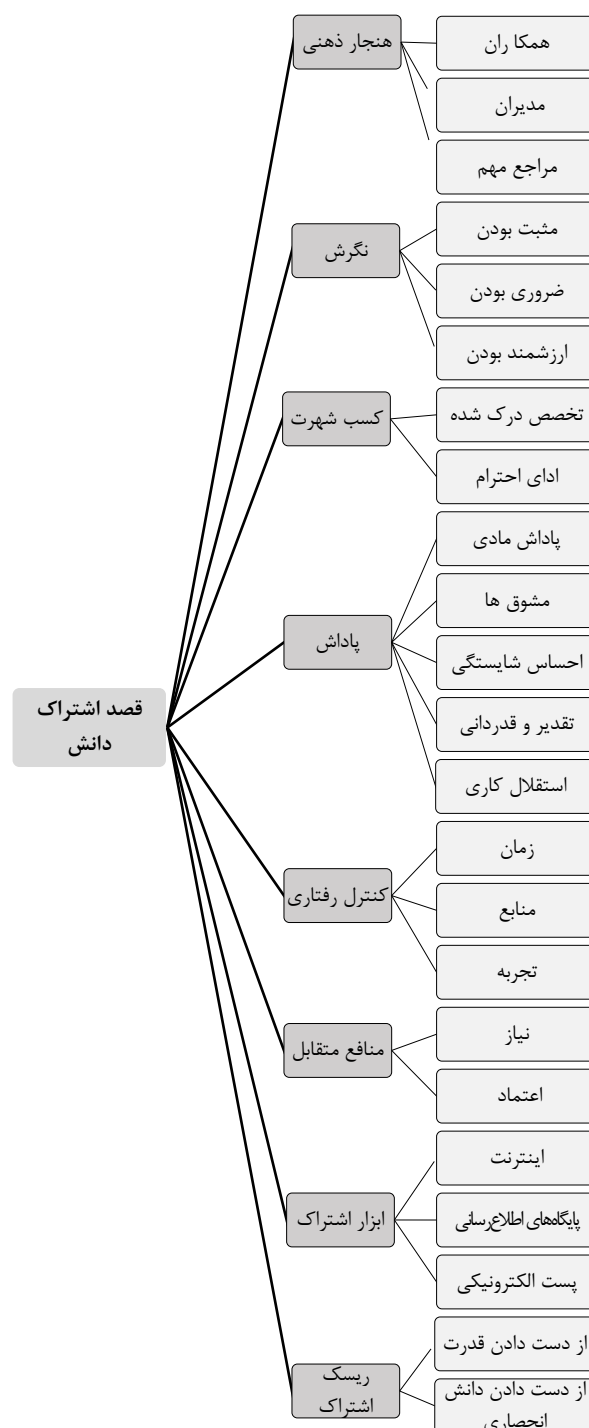 هنجار ذهنی
همکا ران
مدیران
مراجع مهم
نگرش
مثبت بودن
ضروری بودن
ارزشمند بودن
کسب شهرت
تخصص درک شده
ادای احترام
پاداش
پاداش مادی
مشوق ها
احساس شایستگی
تقدیر و قدردانی
استقلال کاری
قصد اشتراک
دانش
کنترل رفتاری
زمان
منابع
تجربه
منافع متقابل
نیاز
اعتماد
ابزار اشتراک
اینترنت
پایگاه‌های اطلاع‌رسانی
پست الکترونیکی
ریسک
اشتراک
از دست دادن قدرت
از دست دادن دانش
انحصاری